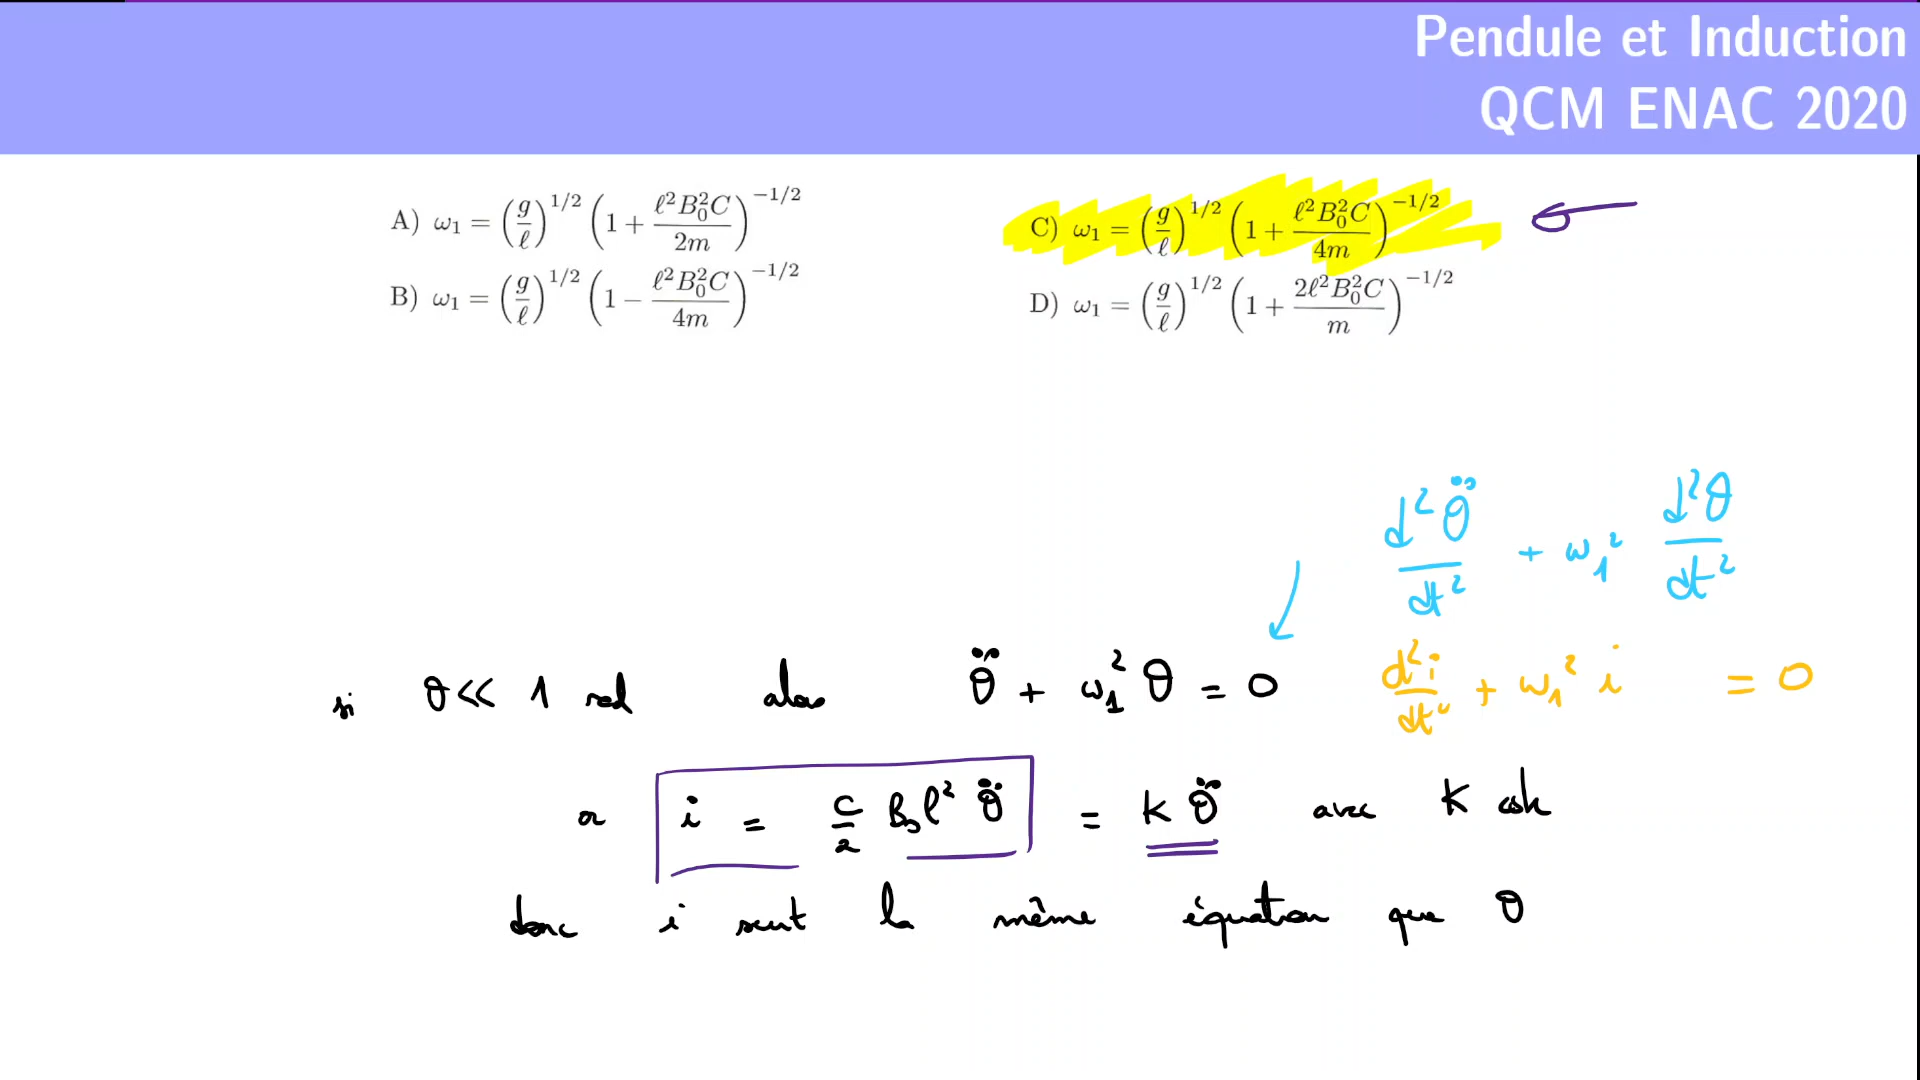 Pendule et Induction
QCM ENAC 2020
A) ω₁ = (g/ℓ)^{1/2} (1 + ℓ²B₀²C/2m)^{−1/2}
C) ω₁ = (g/ℓ)^{1/2} (1 + ℓ²B₀²C/4m)^{−1/2}
B) ω₁ = (g/ℓ)^{1/2} (1 − ℓ²B₀²C/4m)^{−1/2}
D) ω₁ = (g/ℓ)^{1/2} (1 + 2ℓ²B₀²C/m)^{−1/2}
d²θ̈/dt² + ω₁² d²θ/dt²
si θ << 1 rad alors θ̈ + ω₁² θ = 0
d²i/dt² + ω₁² i = 0
or i = C/2 B₀ℓ² θ̈ = K θ̈ avec K
donc i suit la même équation que θ